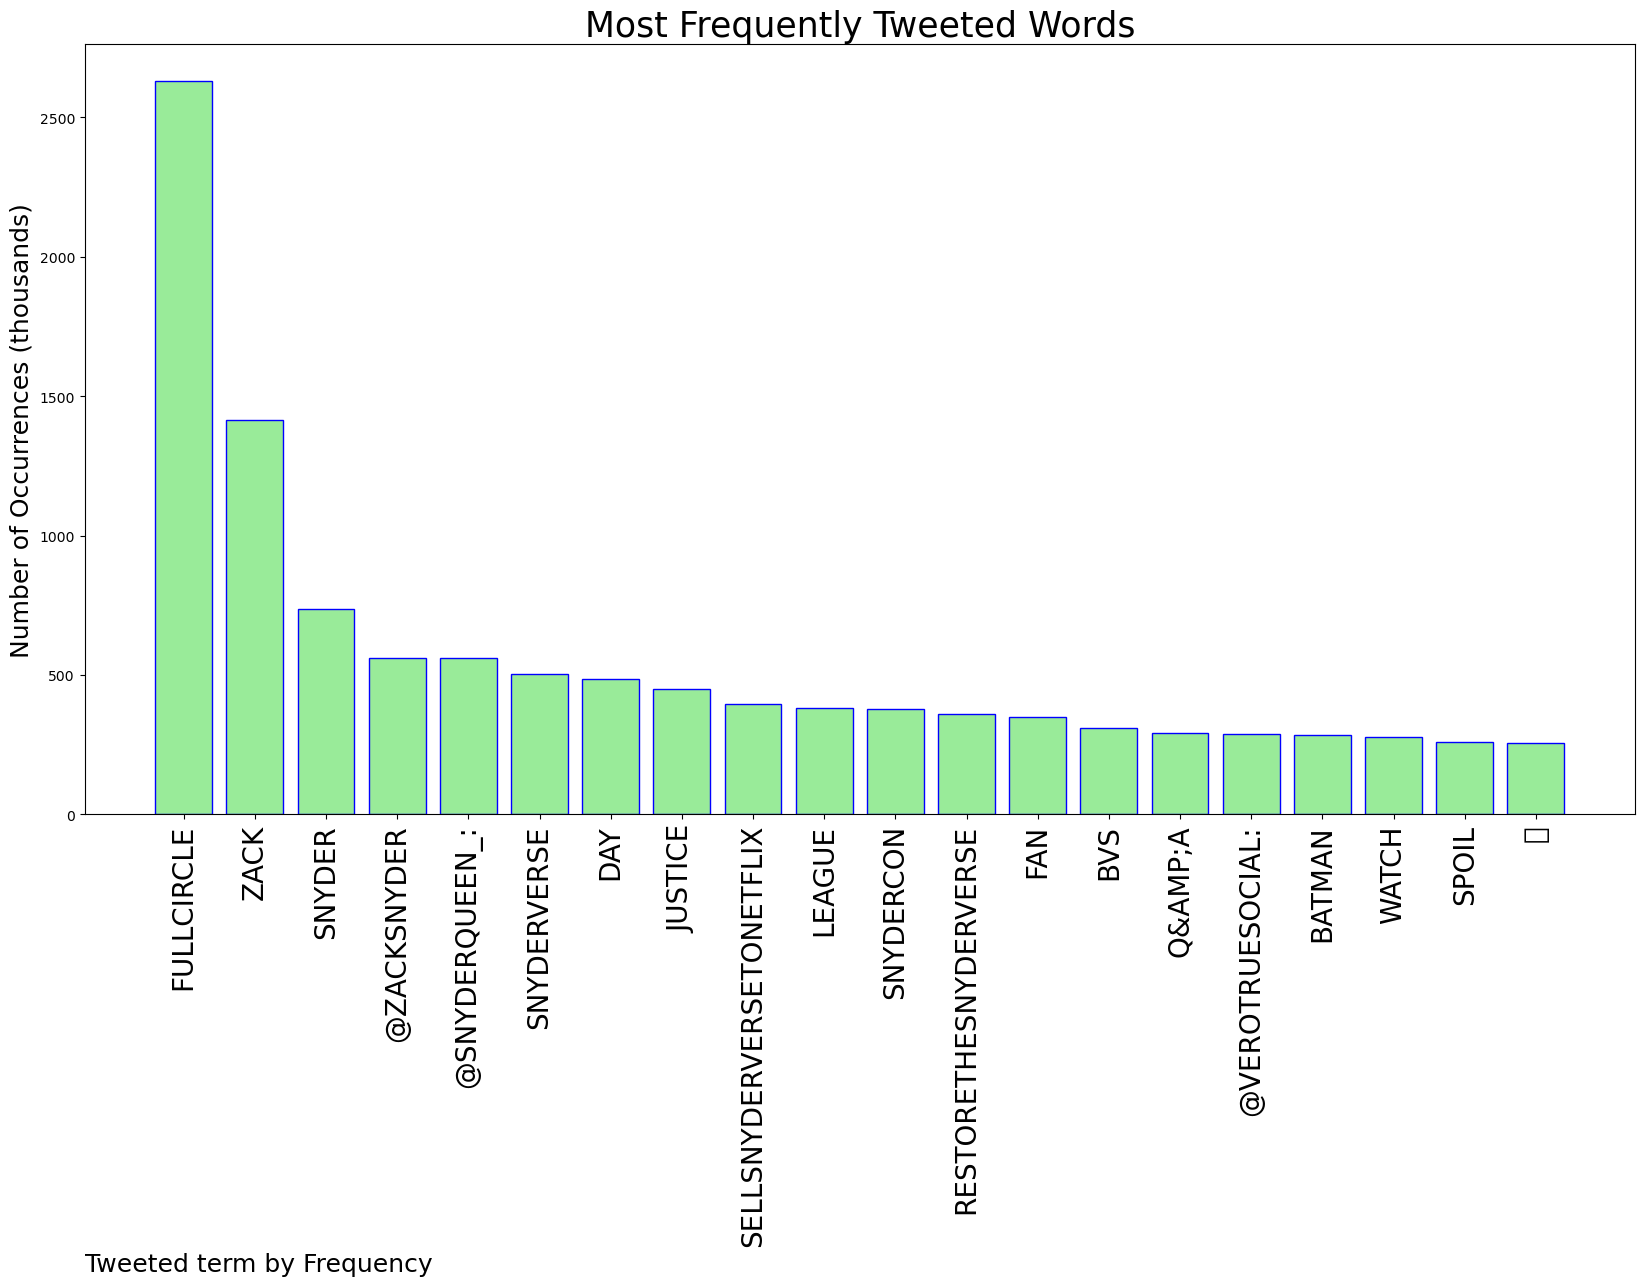 Most Frequently Tweeted Words
Number of Occurrences (thousands)
2500
2000
1500
1000
500
0
FULLCIRCLE
ZACK
SNYDER
@ZACKSNYDER
@SNYDERQUEEN_:
SNYDERVERSE
DAY
JUSTICE
SELLSNYDERVERSETONETFLIX
LEAGUE
SNYDERCON
RESTORETHESNYDERVERSE
FAN
BVS
Q&AMP;A
@VEROTRUESOCIAL:
BATMAN
WATCH
SPOIL
Tweeted term by Frequency